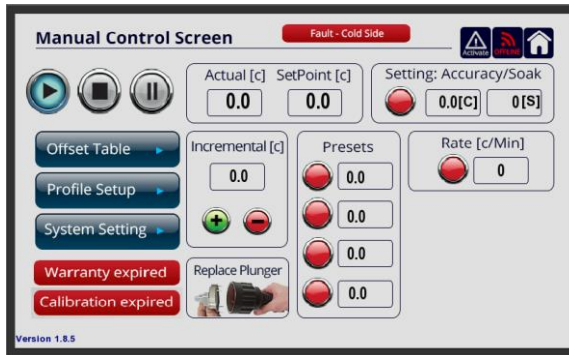 Manual Control Screen
Fault - Cold Side
Activate
OFFLINE
Actual [c] SetPoint [c]
0.0 0.0
Setting: Accuracy/Soak
0.0[C] 0[S]
Offset Table
Profile Setup
System Setting
Incremental [c]
0.0
Presets
0.0
0.0
0.0
0.0
Rate [c/Min]
0
Warranty expired
Calibration expired
Replace Plunger
Version 1.8.5